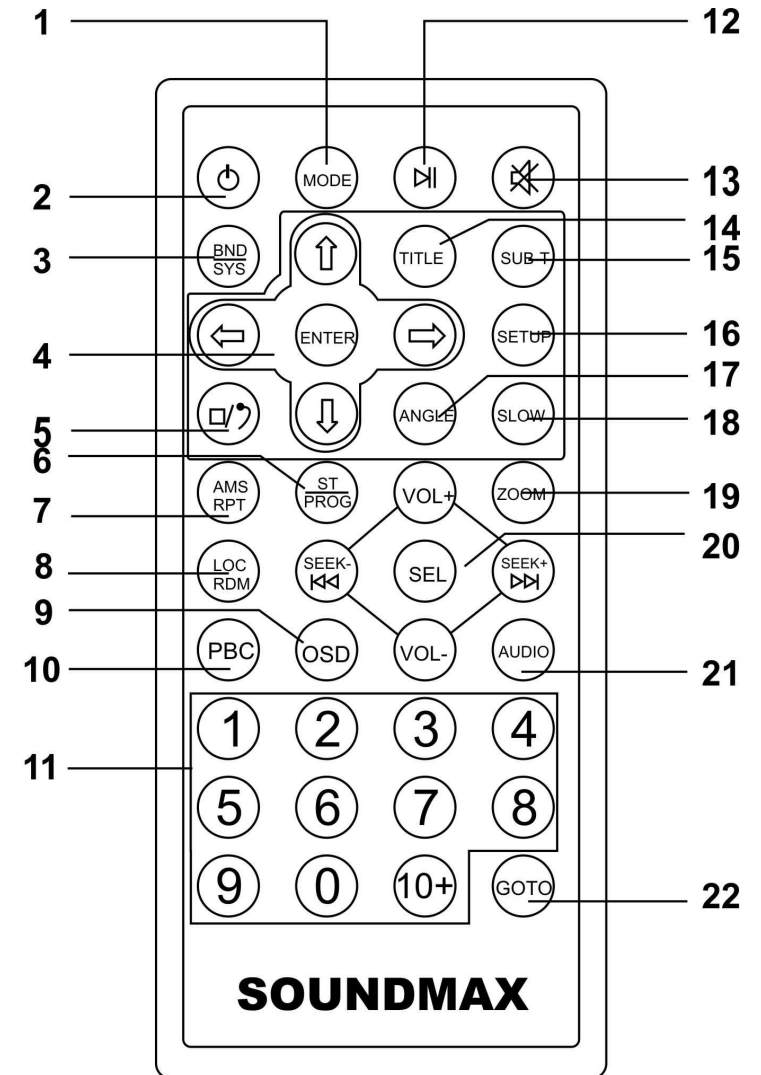 1
12
MODE
2
13
14
3
BND
SYS
TITLE
SUB.T
15
4
ENTER
SETUP
16
17
5
ANGLE
SLOW
18
6
7
AMS
RPT
ST
PROG
VOL+
ZOOM
19
20
8
LOC
RDM
SEEK-
SEL
SEEK+
9
10
PBC
OSD
VOL-
AUDIO
21
11
1 2 3 4
5 6 7 8
9 0 10+
GOTO
22
SOUNDMAX